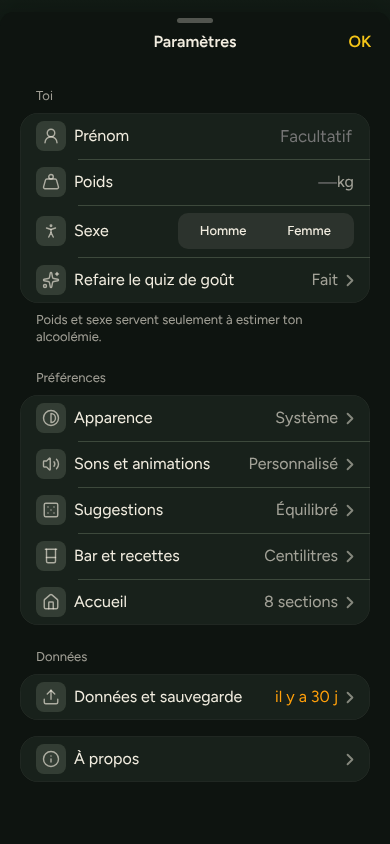 Paramètres
OK
Toi
Prénom
Facultatif
Poids
—kg
Sexe
Homme
Femme
Refaire le quiz de goût
Fait
Poids et sexe servent seulement à estimer ton
alcoolémie.
Préférences
Apparence
Système
Sons et animations
Personnalisé
Suggestions
Équilibré
Bar et recettes
Centilitres
Accueil
8 sections
Données
Données et sauvegarde
il y a 30 j
À propos